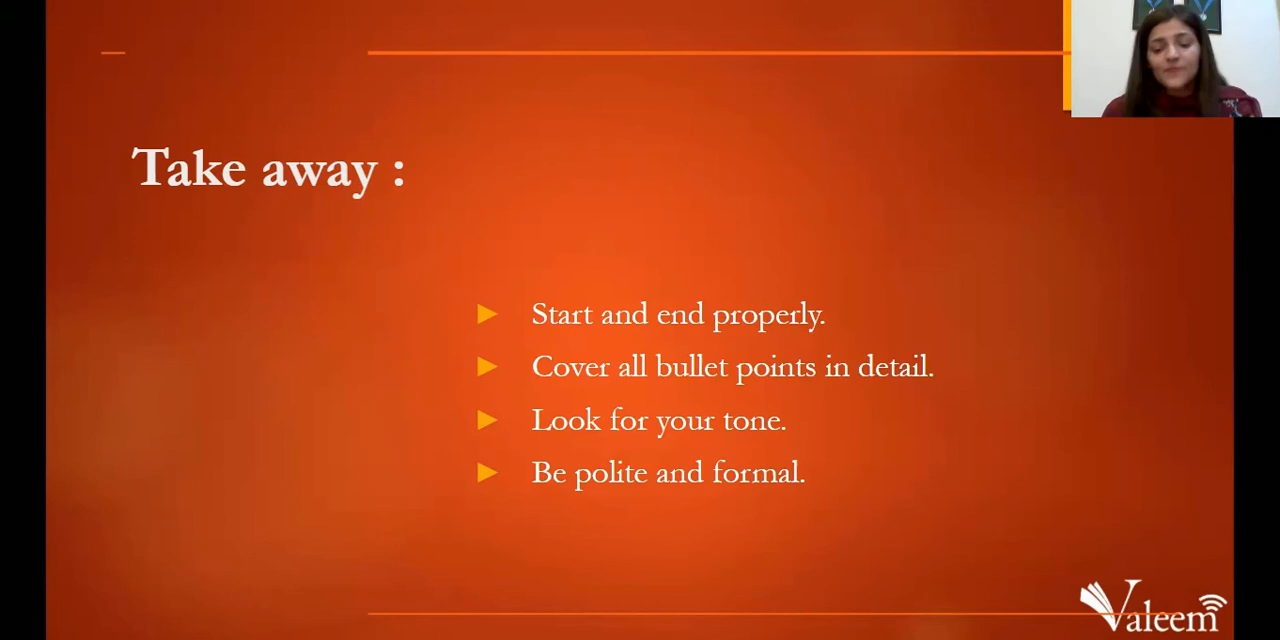 Take away :
Start and end properly.
Cover all bullet points in detail.
Look for your tone.
Be polite and formal.
Valeem